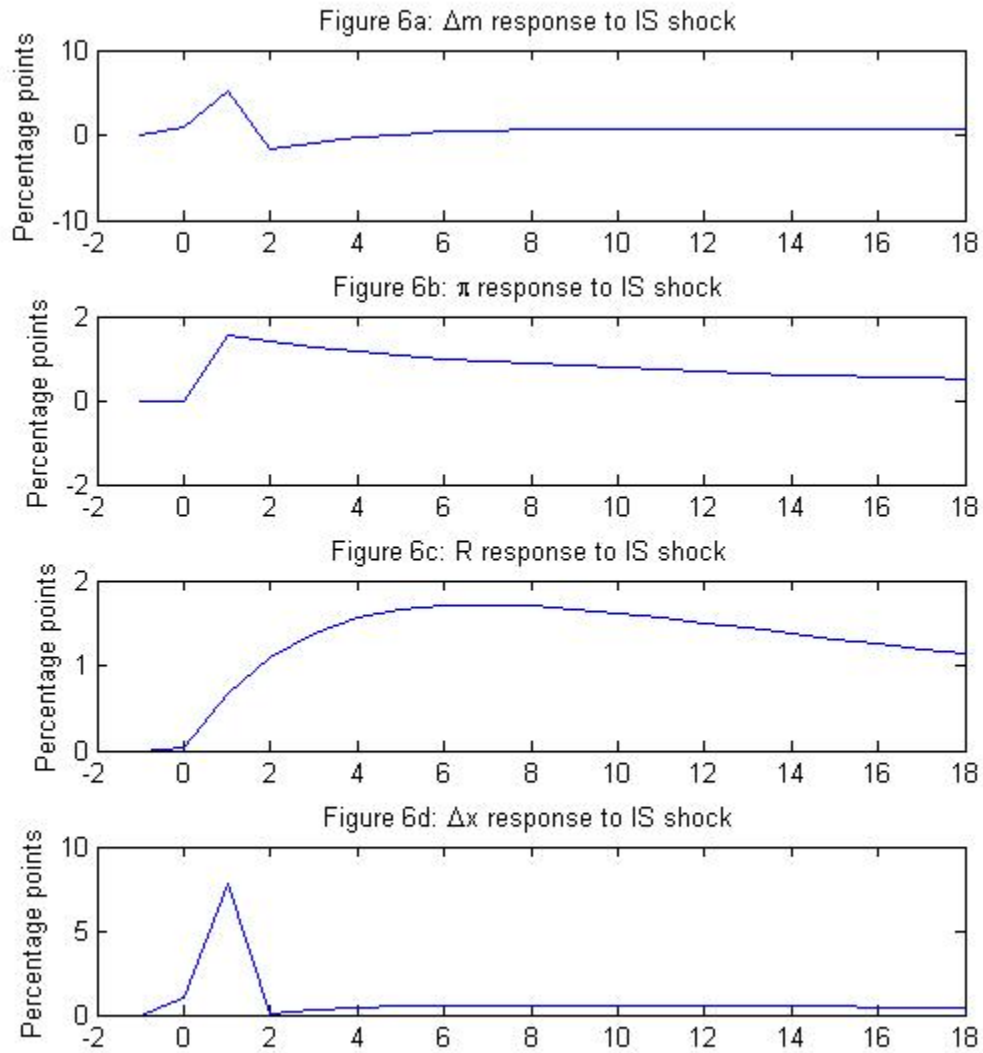 Figure 6a: Δm response to IS shock
Percentage points
10
0
-10
-2 0 2 4 6 8 10 12 14 16 18
Figure 6b: π response to IS shock
Percentage points
2
0
-2
-2 0 2 4 6 8 10 12 14 16 18
Figure 6c: R response to IS shock
Percentage points
2
1
0
-2 0 2 4 6 8 10 12 14 16 18
Figure 6d: Δx response to IS shock
Percentage points
10
5
0
-2 0 2 4 6 8 10 12 14 16 18